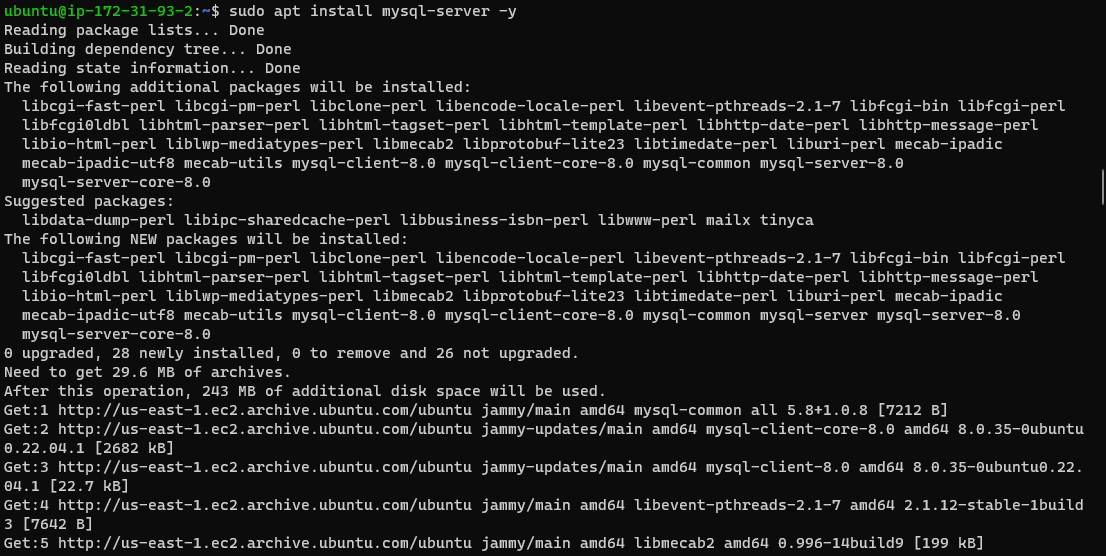 ubuntu@ip-172-31-93-2:~$ sudo apt install mysql-server -y
Reading package lists... Done
Building dependency tree... Done
Reading state information... Done
The following additional packages will be installed:
  libcgi-fast-perl libcgi-pm-perl libclone-perl libencode-locale-perl libevent-pthreads-2.1-7 libfcgi-bin libfcgi-perl
  libfcgi0ldbl libhtml-parser-perl libhtml-tagset-perl libhtml-template-perl libhttp-date-perl libhttp-message-perl
  libio-html-perl liblwp-mediatypes-perl libmecab2 libprotobuf-lite23 libtimedate-perl liburi-perl mecab-ipadic
  mecab-ipadic-utf8 mecab-utils mysql-client-8.0 mysql-client-core-8.0 mysql-common mysql-server-8.0
  mysql-server-core-8.0
Suggested packages:
  libdata-dump-perl libipc-sharedcache-perl libbusiness-isbn-perl libwww-perl mailx tinyca
The following NEW packages will be installed:
  libcgi-fast-perl libcgi-pm-perl libclone-perl libencode-locale-perl libevent-pthreads-2.1-7 libfcgi-bin libfcgi-perl
  libfcgi0ldbl libhtml-parser-perl libhtml-tagset-perl libhtml-template-perl libhttp-date-perl libhttp-message-perl
  libio-html-perl liblwp-mediatypes-perl libmecab2 libprotobuf-lite23 libtimedate-perl liburi-perl mecab-ipadic
  mecab-ipadic-utf8 mecab-utils mysql-client-8.0 mysql-client-core-8.0 mysql-common mysql-server mysql-server-8.0
  mysql-server-core-8.0
0 upgraded, 28 newly installed, 0 to remove and 26 not upgraded.
Need to get 29.6 MB of archives.
After this operation, 243 MB of additional disk space will be used.
Get:1 http://us-east-1.ec2.archive.ubuntu.com/ubuntu jammy/main amd64 mysql-common all 5.8+1.0.8 [7212 B]
Get:2 http://us-east-1.ec2.archive.ubuntu.com/ubuntu jammy-updates/main amd64 mysql-client-core-8.0 amd64 8.0.35-0ubuntu
0.22.04.1 [2682 kB]
Get:3 http://us-east-1.ec2.archive.ubuntu.com/ubuntu jammy-updates/main amd64 mysql-client-8.0 amd64 8.0.35-0ubuntu0.22.
04.1 [22.7 kB]
Get:4 http://us-east-1.ec2.archive.ubuntu.com/ubuntu jammy/main amd64 libevent-pthreads-2.1-7 amd64 2.1.12-stable-1build
3 [7642 B]
Get:5 http://us-east-1.ec2.archive.ubuntu.com/ubuntu jammy/main amd64 libmecab2 amd64 0.996-14build9 [199 kB]